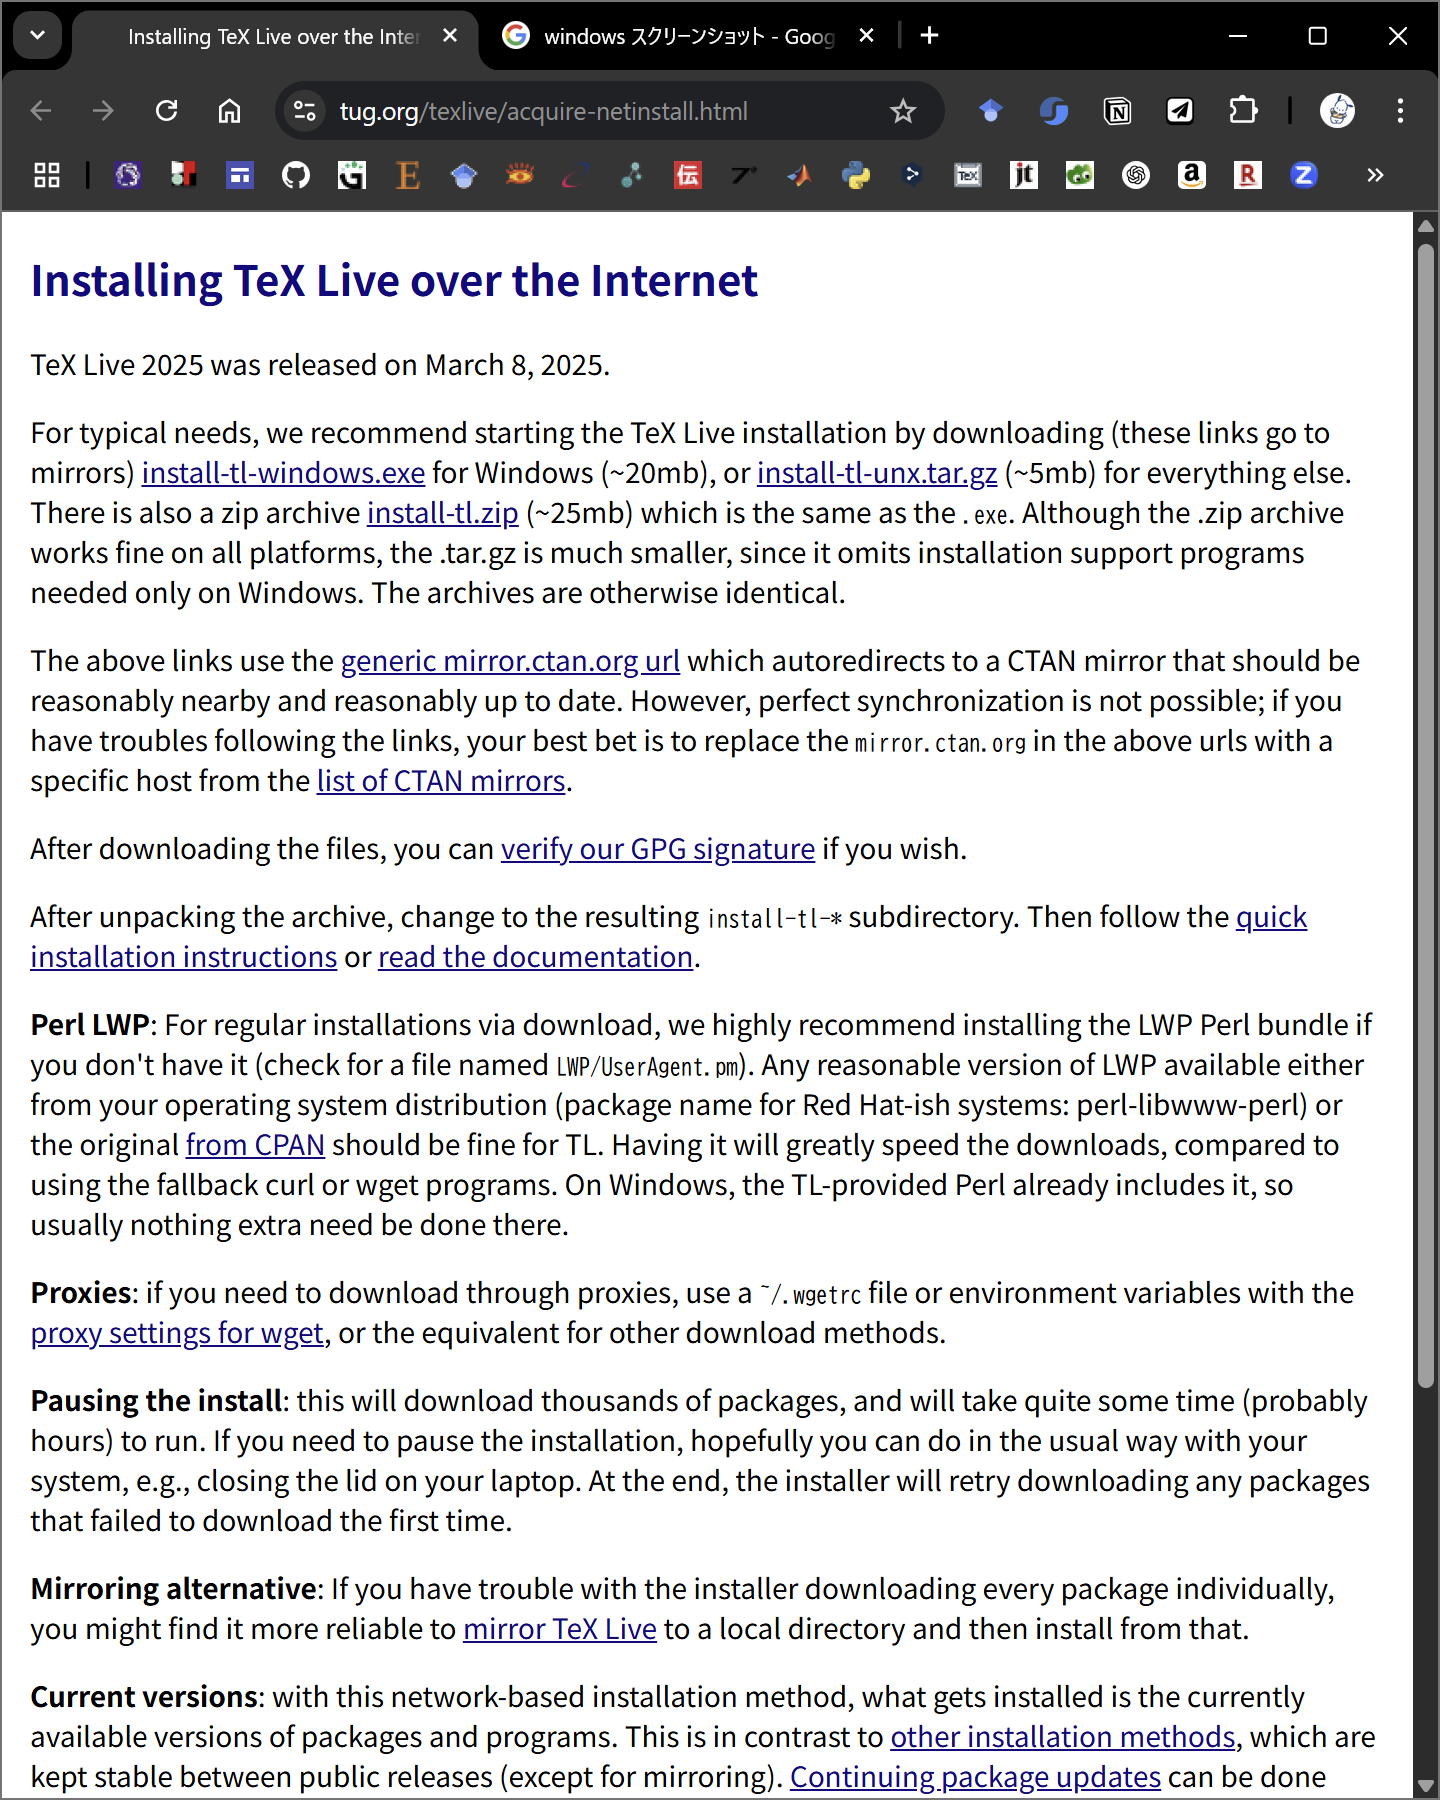 Installing TeX Live over the Inter
windows スクリーンショット - Goog
tug.org/texlive/acquire-netinstall.html
Installing TeX Live over the Internet
TeX Live 2025 was released on March 8, 2025.
For typical needs, we recommend starting the TeX Live installation by downloading (these links go to
mirrors) install-tl-windows.exe for Windows (~20mb), or install-tl-unx.tar.gz (~5mb) for everything else.
There is also a zip archive install-tl.zip (~25mb) which is the same as the .exe. Although the .zip archive
works fine on all platforms, the .tar.gz is much smaller, since it omits installation support programs
needed only on Windows. The archives are otherwise identical.
The above links use the generic mirror.ctan.org url which autoredirects to a CTAN mirror that should be
reasonably nearby and reasonably up to date. However, perfect synchronization is not possible; if you
have troubles following the links, your best bet is to replace the mirror.ctan.org in the above urls with a
specific host from the list of CTAN mirrors.
After downloading the files, you can verify our GPG signature if you wish.
After unpacking the archive, change to the resulting install-tl-* subdirectory. Then follow the quick
installation instructions or read the documentation.
Perl LWP: For regular installations via download, we highly recommend installing the LWP Perl bundle if
you don't have it (check for a file named LWP/UserAgent.pm). Any reasonable version of LWP available either
from your operating system distribution (package name for Red Hat-ish systems: perl-libwww-perl) or
the original from CPAN should be fine for TL. Having it will greatly speed the downloads, compared to
using the fallback curl or wget programs. On Windows, the TL-provided Perl already includes it, so
usually nothing extra need be done there.
Proxies: if you need to download through proxies, use a ~/.wgetrc file or environment variables with the
proxy settings for wget, or the equivalent for other download methods.
Pausing the install: this will download thousands of packages, and will take quite some time (probably
hours) to run. If you need to pause the installation, hopefully you can do in the usual way with your
system, e.g., closing the lid on your laptop. At the end, the installer will retry downloading any packages
that failed to download the first time.
Mirroring alternative: If you have trouble with the installer downloading every package individually,
you might find it more reliable to mirror TeX Live to a local directory and then install from that.
Current versions: with this network-based installation method, what gets installed is the currently
available versions of packages and programs. This is in contrast to other installation methods, which are
kept stable between public releases (except for mirroring). Continuing package updates can be done